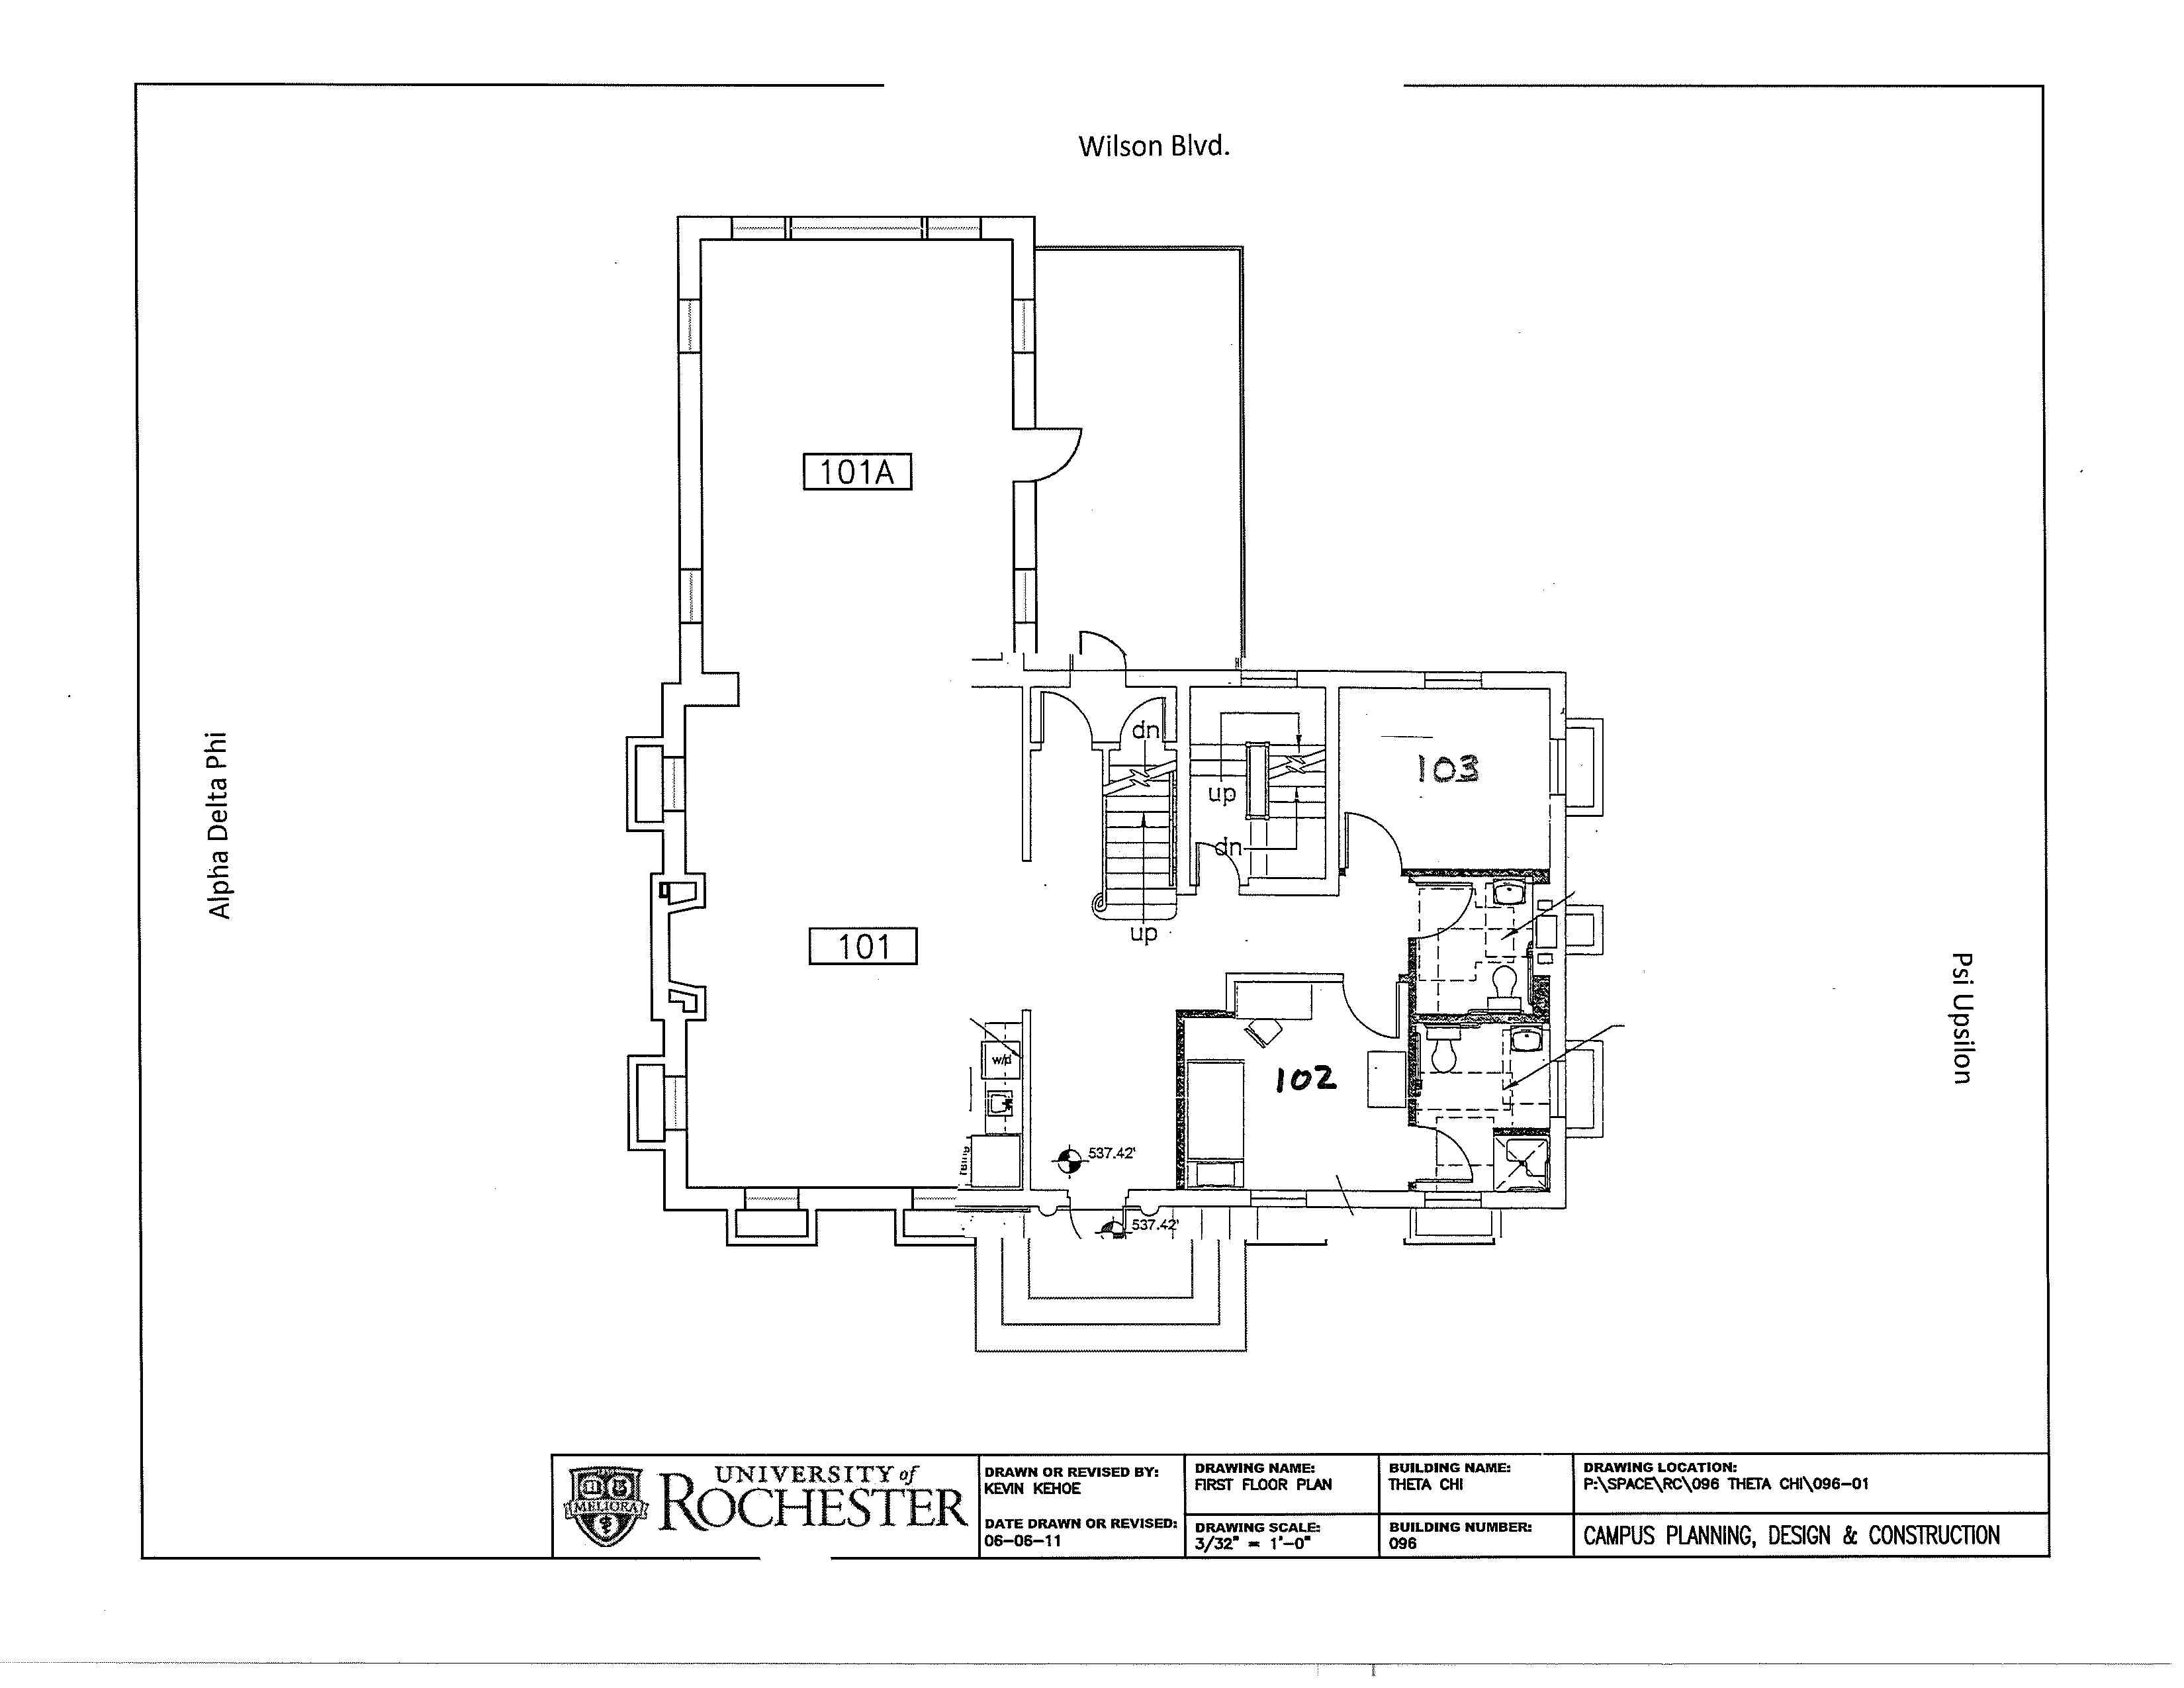 Wilson Blvd.
101A
Alpha Delta Phi
dn
103
up
dn
up
101
Psi Upsilon
w/d
102
537.42'
537.42'
MELIORA
UNIVERSITY of
ROCHESTER
DRAWN OR REVISED BY:
KEVIN KEHOE
DATE DRAWN OR REVISED:
06-06-11
DRAWING NAME:
FIRST FLOOR PLAN
DRAWING SCALE:
3/32" = 1'-0"
BUILDING NAME:
THETA CHI
BUILDING NUMBER:
096
DRAWING LOCATION:
P:\SPACE\RC\096 THETA CHI\096-01
CAMPUS PLANNING, DESIGN & CONSTRUCTION